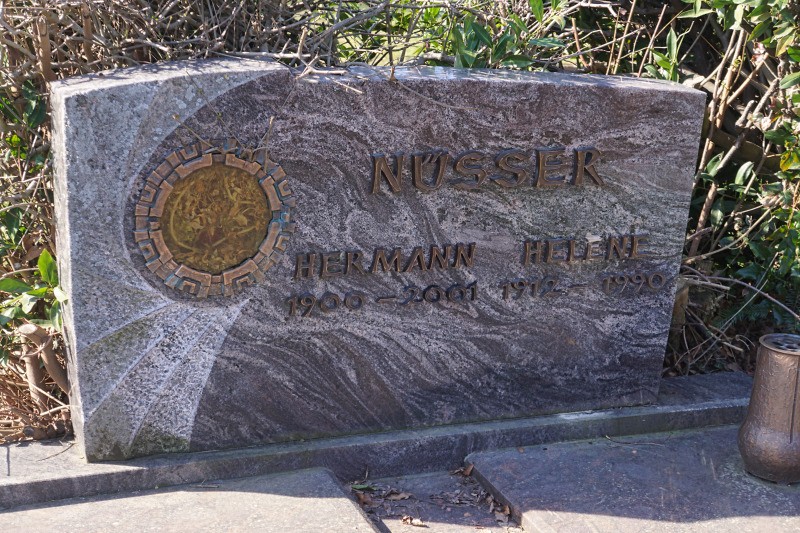 NÜSSER
HERMANN HELENE
1900 - 2001 1912 - 1990